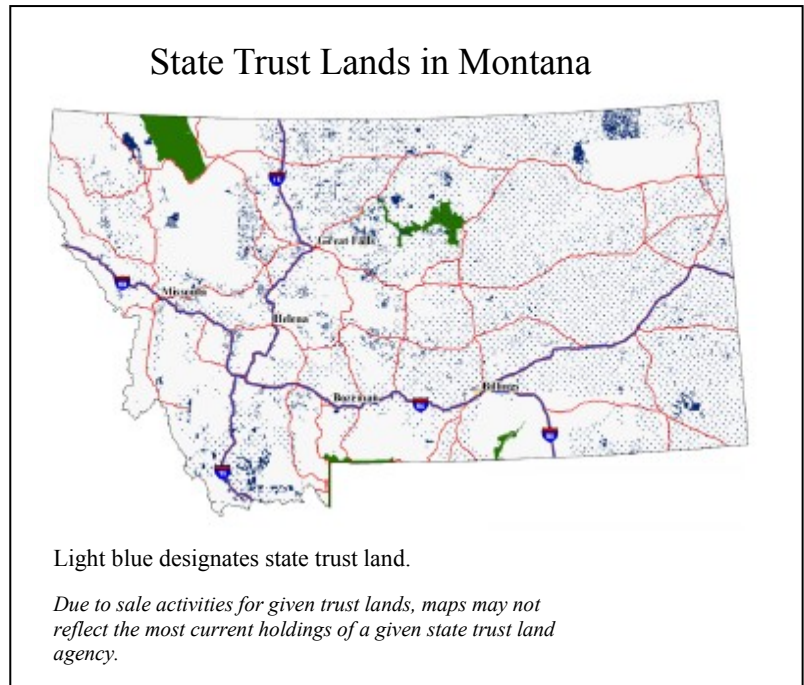 State Trust Lands in Montana
Great Falls
Missoula
Helena
Bozeman
Billings
Light blue designates state trust land.
Due to sale activities for given trust lands, maps may not
reflect the most current holdings of a given state trust land
agency.